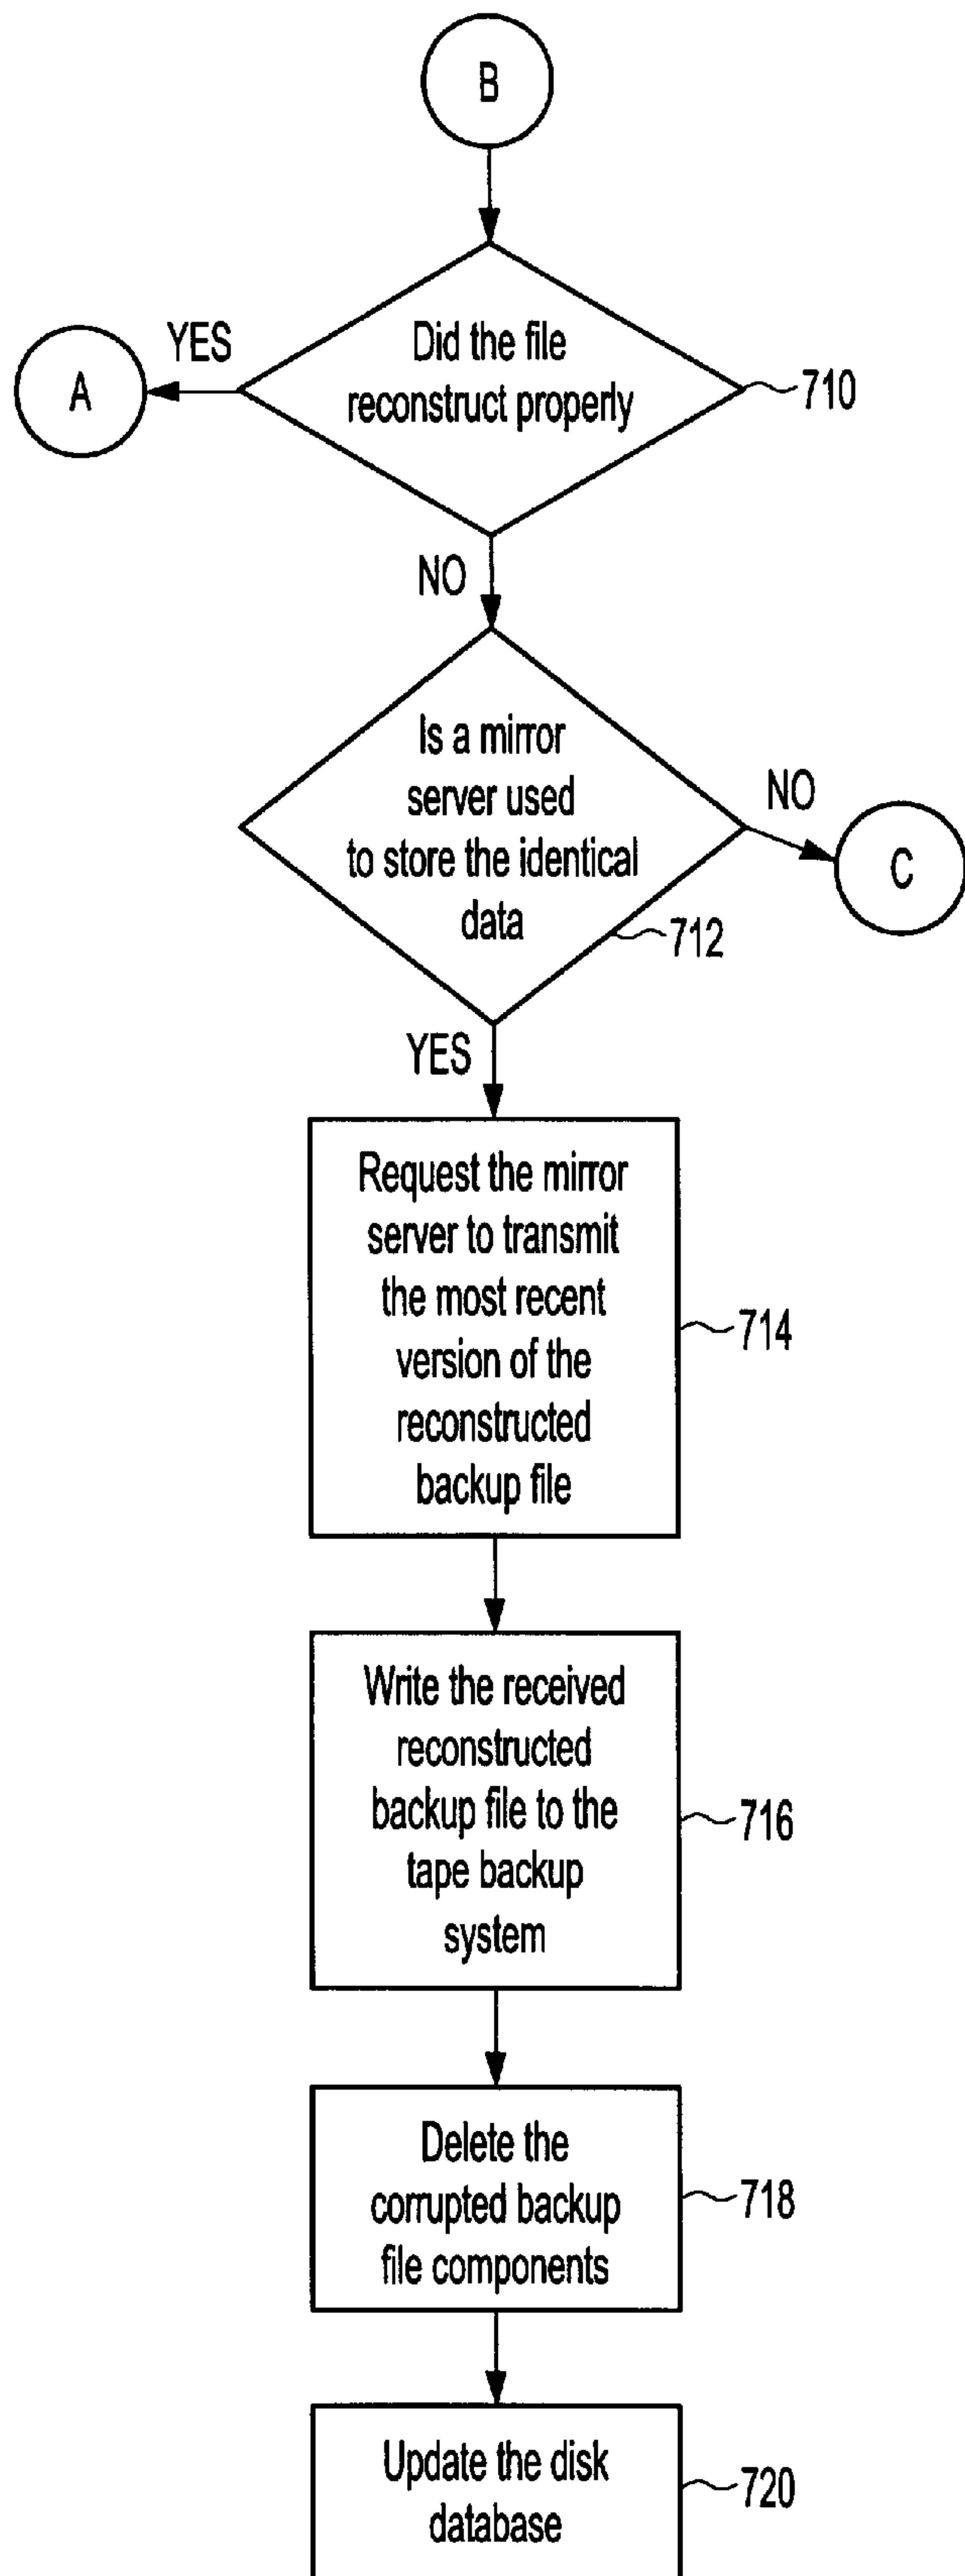 B
YES
A
Did the file
reconstruct properly
710
NO
Is a mirror
server used
to store the identical
data
NO
C
712
YES
Request the mirror
server to transmit
the most recent
version of the
reconstructed
backup file
714
Write the received
reconstructed
backup file to the
tape backup
system
716
Delete the
corrupted backup
file components
718
Update the disk
database
720